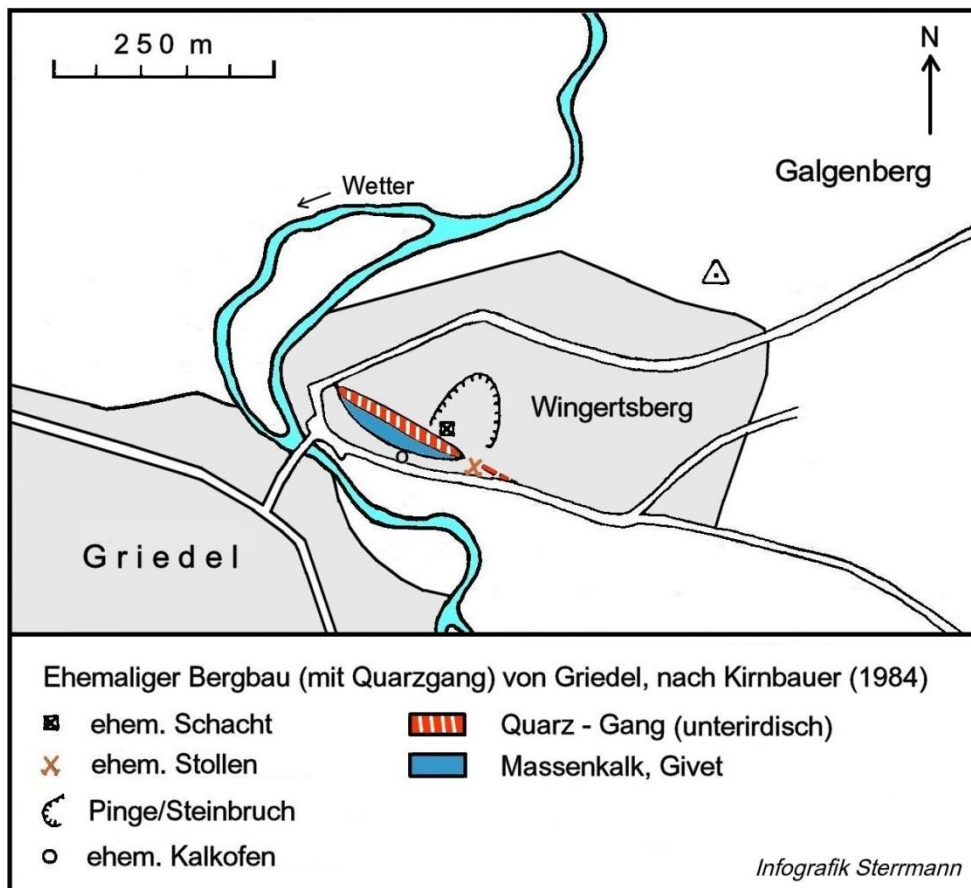 250 m
N
Galgenberg
Wetter
Wingertsberg
Griedel
Ehemaliger Bergbau (mit Quarzgang) von Griedel, nach Kirnbauer (1984)
ehem. Schacht
ehem. Stollen
Pinge/Steinbruch
ehem. Kalkofen
Quarz - Gang (unterirdisch)
Massenkalk, Givet
Infografik Sterrmann